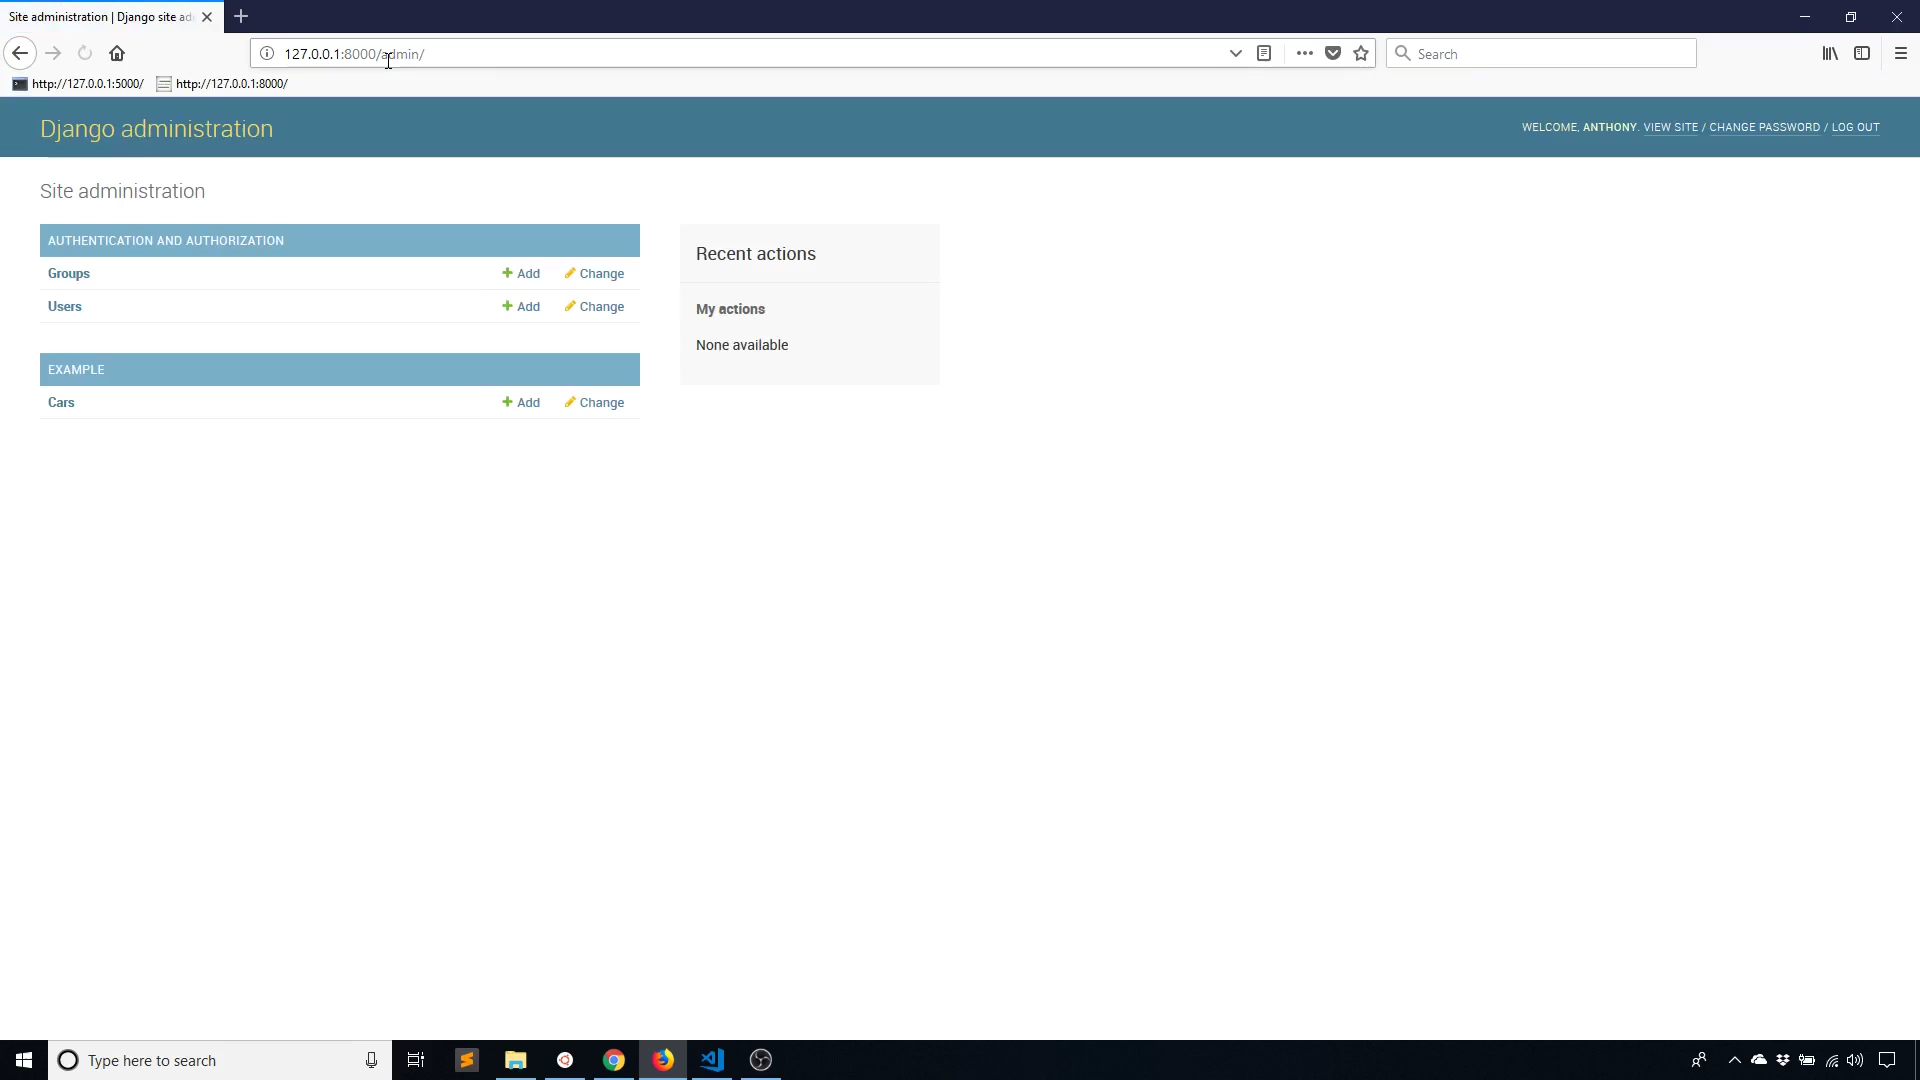 Site administration | Django site ad
127.0.0.1:8000/admin/
Search
http://127.0.0.1:5000/ http://127.0.0.1:8000/
Django administration
WELCOME, ANTHONY. VIEW SITE / CHANGE PASSWORD / LOG OUT
Site administration
AUTHENTICATION AND AUTHORIZATION
Groups Add Change
Users Add Change
EXAMPLE
Cars Add Change
Recent actions
My actions
None available
Type here to search